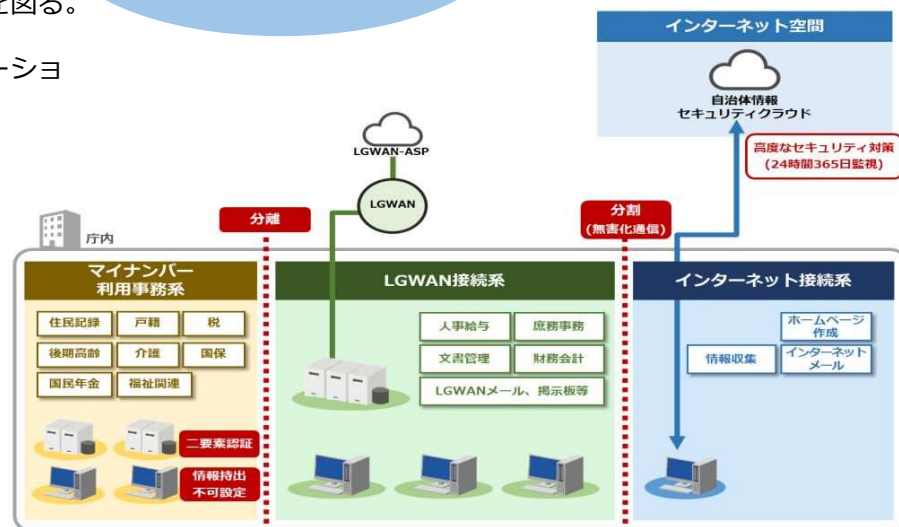 を図る。
ーショ
インターネット空間
自治体情報
セキュリティクラウド
高度なセキュリティ対策
(24時間365日監視)
LGWAN-ASP
LGWAN
分離
分割
(無害化通信)
庁内
マイナンバー
利用事務系
住民記録
戸籍
税
後期高齢
介護
国保
国民年金
福祉関連
二要素認証
情報持出
不可設定
LGWAN接続系
人事給与
庶務事務
文書管理
財務会計
LGWANメール、掲示板等
インターネット接続系
ホームページ
作成
情報収集
インターネット
メール